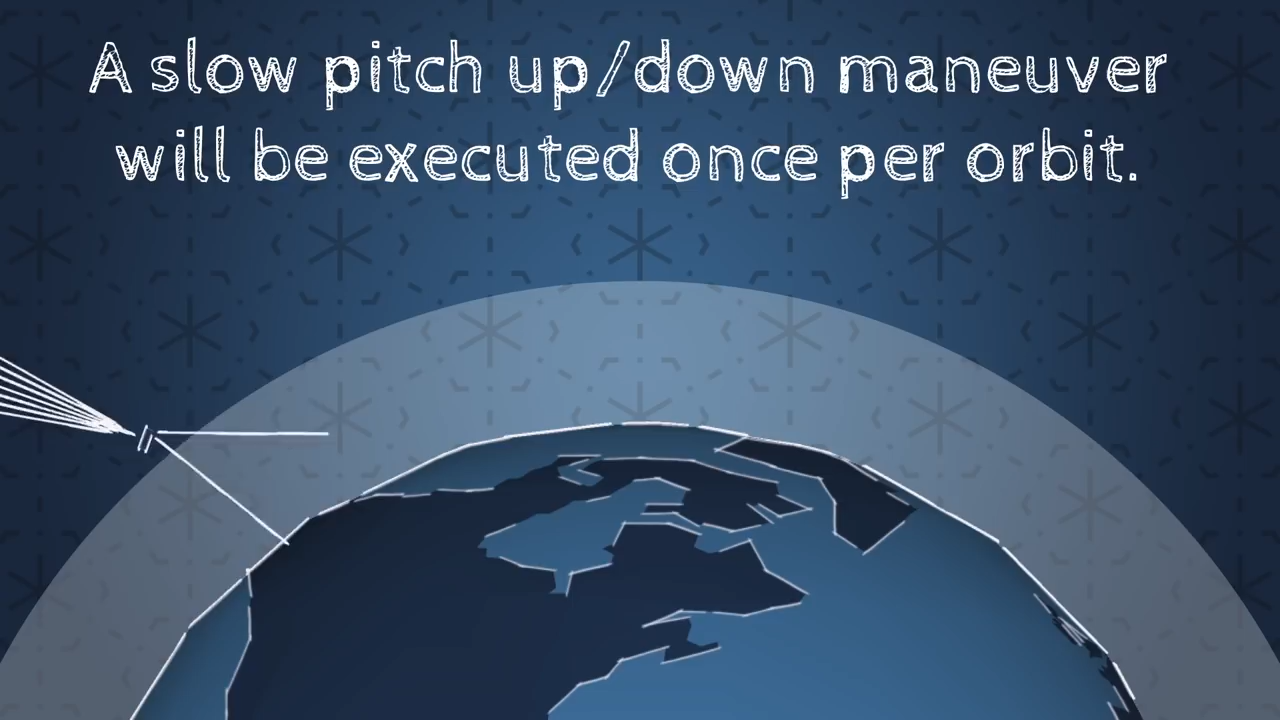 A slow pitch up/down maneuver
will be executed once per orbit.